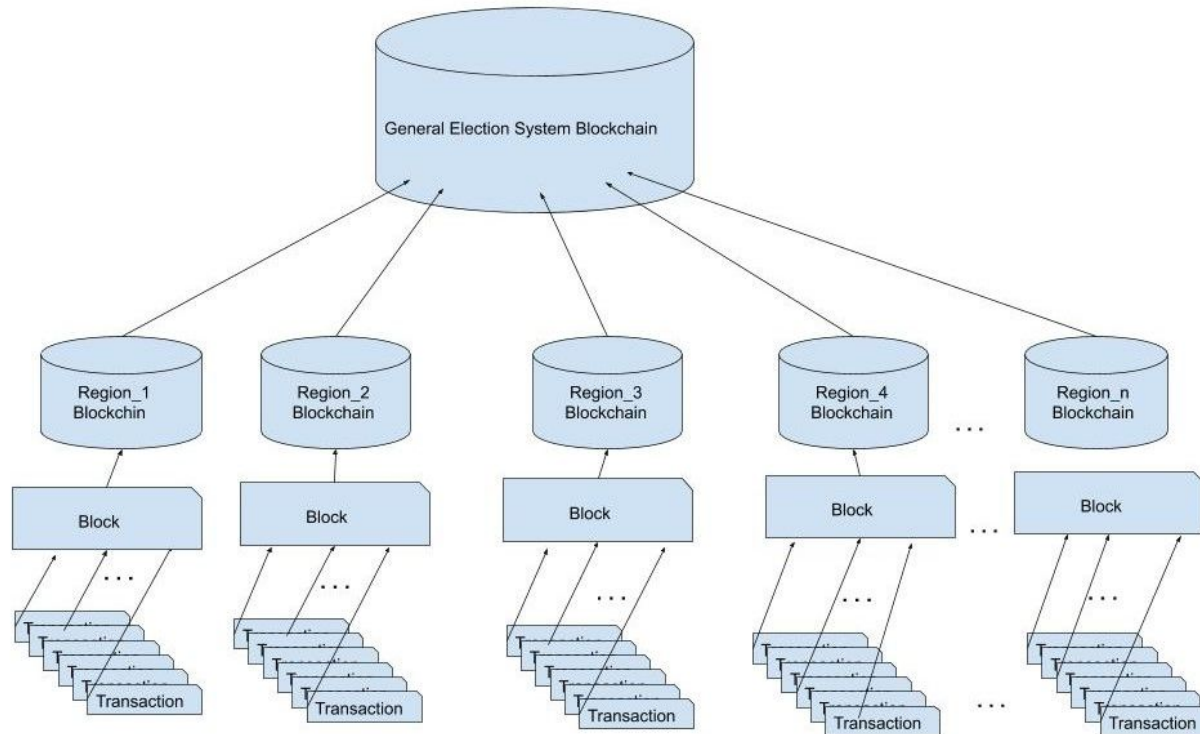 General Election System Blockchain
Region_1
Blockchin
Region_2
Blockchain
Region_3
Blockchain
Region_4
Blockchain
Region_n
Blockchain
...
Block
Block
Block
Block
...
Block
...
...
...
...
...
Transaction
Transaction
Transaction
Transaction
...
Transaction